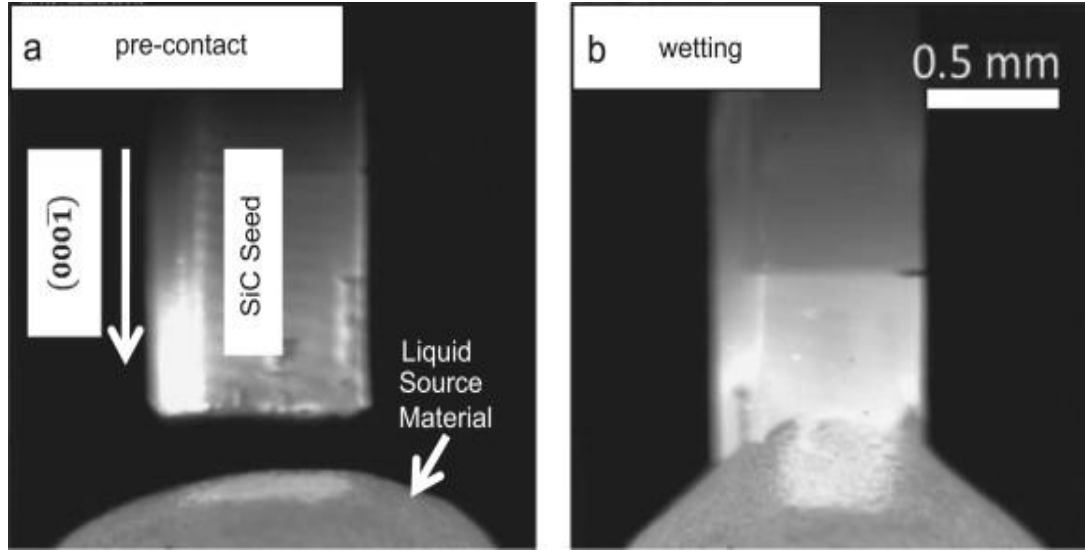 a
pre-contact
(0001̅)
SiC Seed
Liquid
Source
Material
b
wetting
0.5 mm